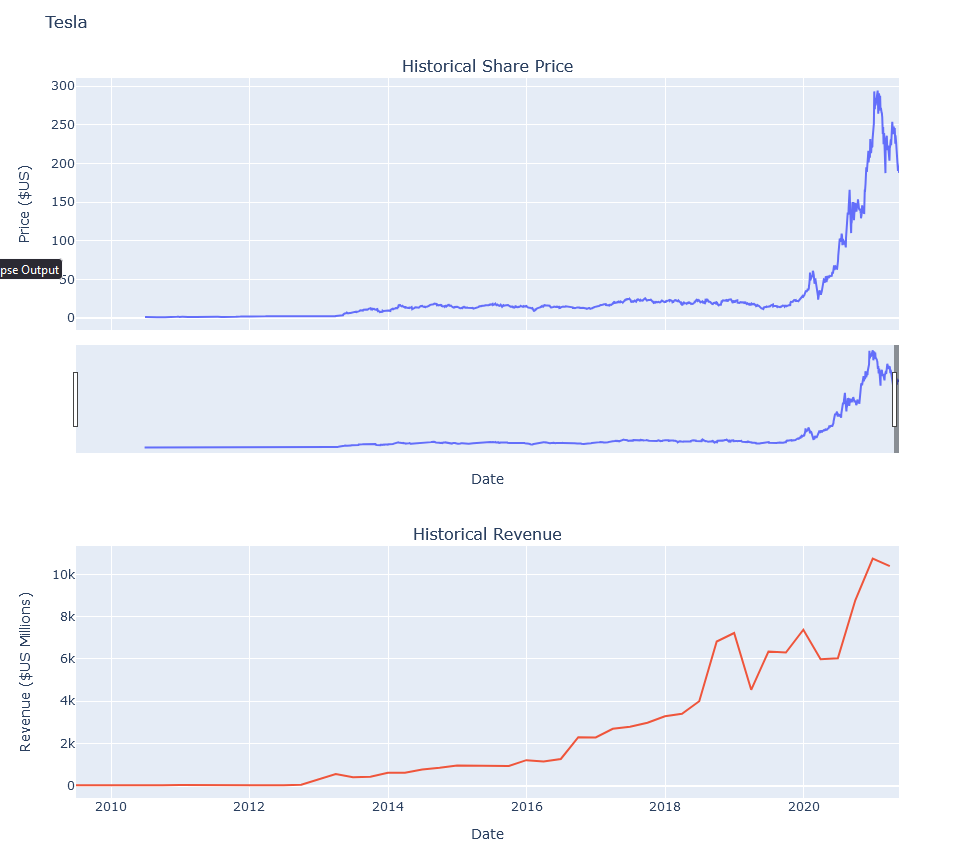 Tesla
Historical Share Price
300
250
200
150
100
50
0
Price ($US)
pse Output
Date
Historical Revenue
10k
8k
6k
4k
2k
0
Revenue ($US Millions)
2010 2012 2014 2016 2018 2020
Date